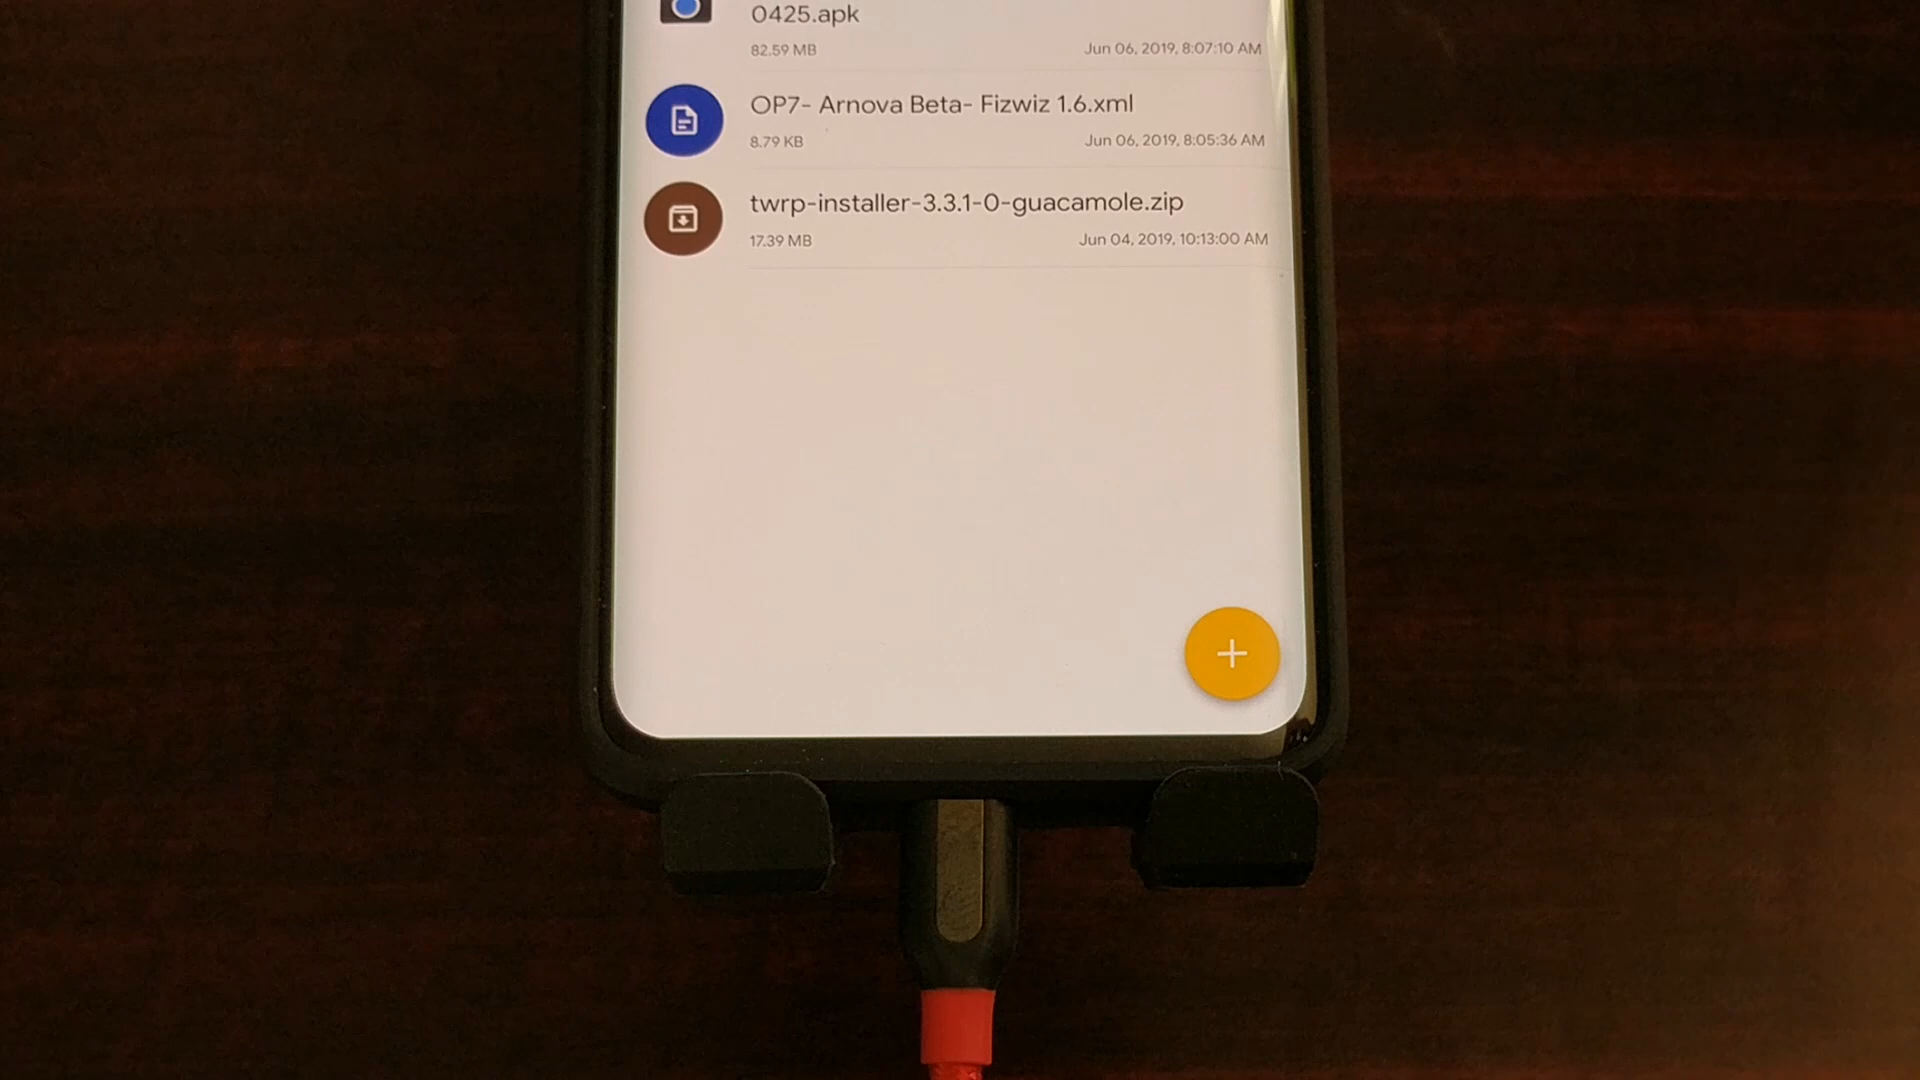 0425.apk
82.59 MB Jun 06, 2019, 8:07:10 AM
OP7- Arnova Beta- Fizwiz 1.6.xml
8.79 KB Jun 06, 2019, 8:05:36 AM
twrp-installer-3.3.1-0-guacamole.zip
17.39 MB Jun 04, 2019, 10:13:00 AM